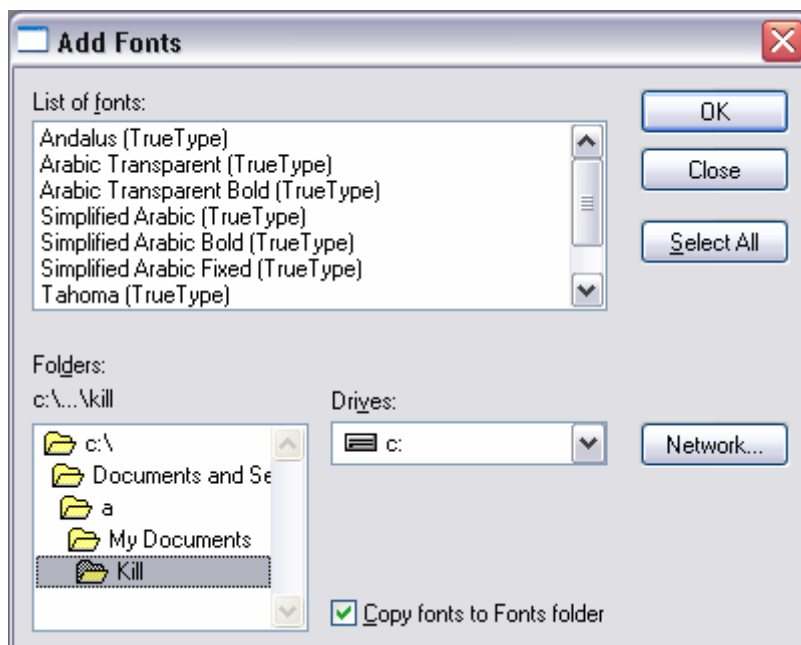 Add Fonts
List of fonts:
Andalus (TrueType)
Arabic Transparent (TrueType)
Arabic Transparent Bold (TrueType)
Simplified Arabic (TrueType)
Simplified Arabic Bold (TrueType)
Simplified Arabic Fixed (TrueType)
Tahoma (TrueType)
OK
Close
Select All
Folders:
c:\...\kill
c:\
Documents and Se
a
My Documents
Kill
Drives:
c:
Network...
Copy fonts to Fonts folder